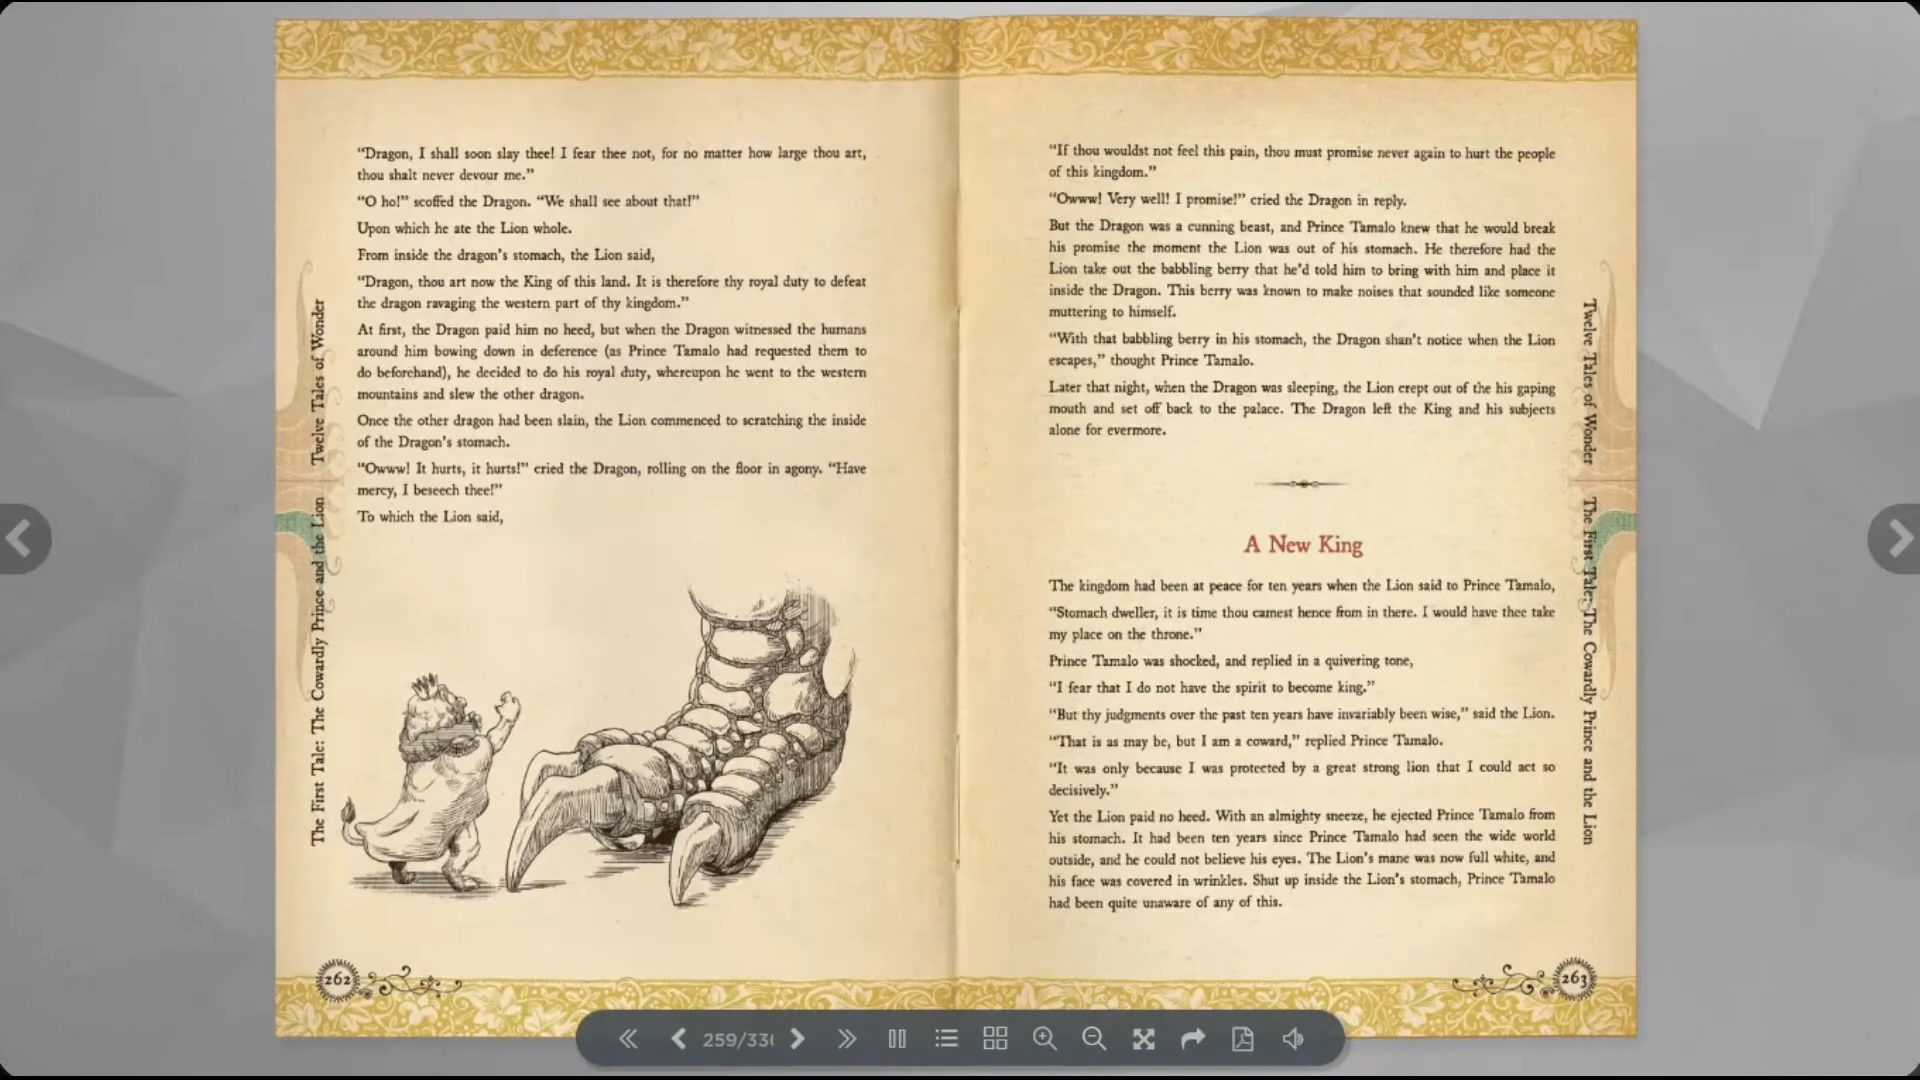 “Dragon, I shall soon slay thee! I fear thee not, for no matter how large thou art,
thou shalt never devour me.”
“O ho!” scoffed the Dragon. “We shall see about that!”
Upon which he ate the Lion whole.
From inside the dragon’s stomach, the Lion said,
“Dragon, thou art now the King of this land. It is therefore thy royal duty to defeat
the dragon ravaging the western part of thy kingdom.”
At first, the Dragon paid him no heed, but when the Dragon witnessed the humans
around him bowing down in deference (as Prince Tamalo had requested them to
do beforehand), he decided to do his royal duty, whereupon he went to the western
mountains and slew the other dragon.
Once the other dragon had been slain, the Lion commenced to scratching the inside
of the Dragon’s stomach.
“Owww! It hurts, it hurts!” cried the Dragon, rolling on the floor in agony. “Have
mercy, I beseech thee!”
To which the Lion said,
The First Tale: The Cowardly Prince and the Lion Twelve Tales of Wonder
262
“If thou wouldst not feel this pain, thou must promise never again to hurt the people
of this kingdom.”
“Owww! Very well! I promise!” cried the Dragon in reply.
But the Dragon was a cunning beast, and Prince Tamalo knew that he would break
his promise the moment the Lion was out of his stomach. He therefore had the
Lion take out the babbling berry that he’d told him to bring with him and place it
inside the Dragon. This berry was known to make noises that sounded like someone
muttering to himself.
“With that babbling berry in his stomach, the Dragon shan’t notice when the Lion
escapes,” thought Prince Tamalo.
Later that night, when the Dragon was sleeping, the Lion crept out of the his gaping
mouth and set off back to the palace. The Dragon left the King and his subjects
alone for evermore.
A New King
The kingdom had been at peace for ten years when the Lion said to Prince Tamalo,
“Stomach dweller, it is time thou camest hence from in there. I would have thee take
my place on the throne.”
Prince Tamalo was shocked, and replied in a quivering tone,
“I fear that I do not have the spirit to become king.”
“But thy judgments over the past ten years have invariably been wise,” said the Lion.
“That is as may be, but I am a coward,” replied Prince Tamalo.
“It was only because I was protected by a great strong lion that I could act so
decisively.”
Yet the Lion paid no heed. With an almighty sneeze, he ejected Prince Tamalo from
his stomach. It had been ten years since Prince Tamalo had seen the wide world
outside, and he could not believe his eyes. The Lion’s mane was now full white, and
his face was covered in wrinkles. Shut up inside the Lion’s stomach, Prince Tamalo
had been quite unaware of any of this.
Twelve Tales of Wonder The First Tale: The Cowardly Prince and the Lion
263
259/33